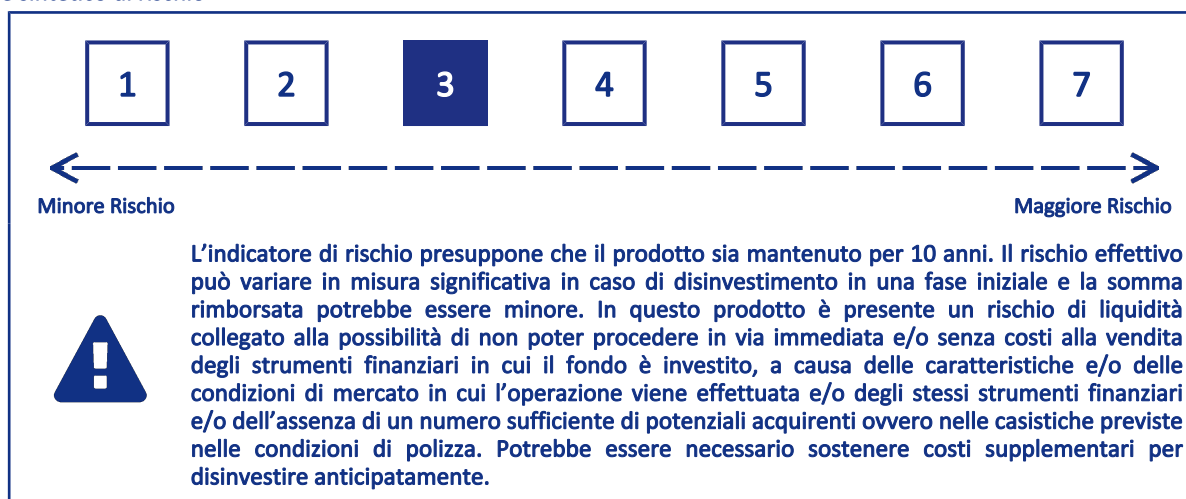 1 2 3 4 5 6 7
Minore Rischio Maggiore Rischio
L'indicatore di rischio presuppone che il prodotto sia mantenuto per 10 anni. Il rischio effettivo
può variare in misura significativa in caso di disinvestimento in una fase iniziale e la somma
rimborsata potrebbe essere minore. In questo prodotto è presente un rischio di liquidità
collegato alla possibilità di non poter procedere in via immediata e/o senza costi alla vendita
degli strumenti finanziari in cui il fondo è investito, a causa delle caratteristiche e/o delle
condizioni di mercato in cui l'operazione viene effettuata e/o degli stessi strumenti finanziari
e/o dell'assenza di un numero sufficiente di potenziali acquirenti ovvero nelle casistiche previste
nelle condizioni di polizza. Potrebbe essere necessario sostenere costi supplementari per
disinvestire anticipatamente.